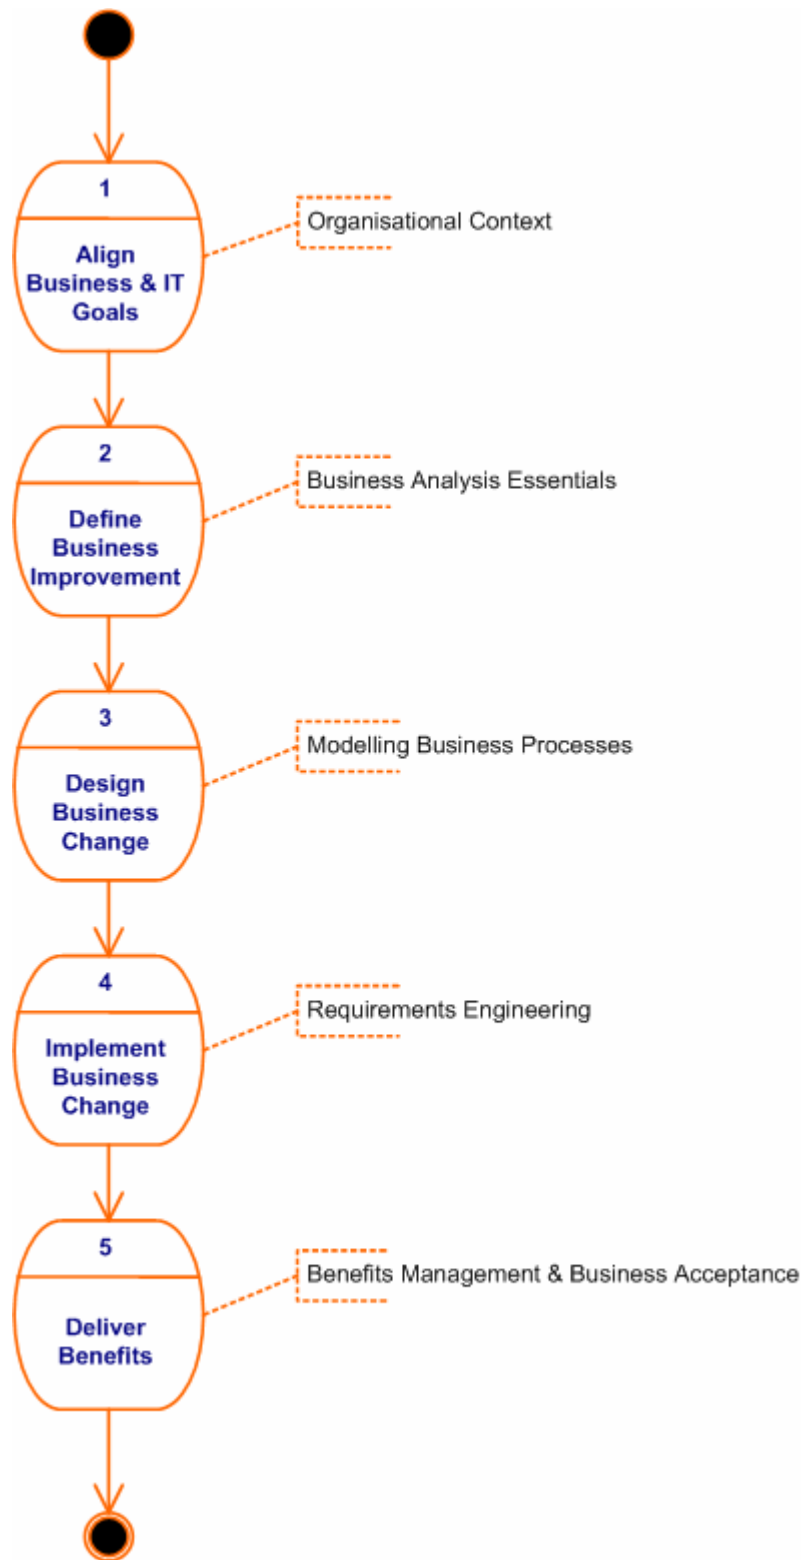 1
Align
Business & IT
Goals
Organisational Context
2
Define
Business
Improvement
Business Analysis Essentials
3
Design
Business
Change
Modelling Business Processes
4
Implement
Business
Change
Requirements Engineering
5
Deliver
Benefits
Benefits Management & Business Acceptance